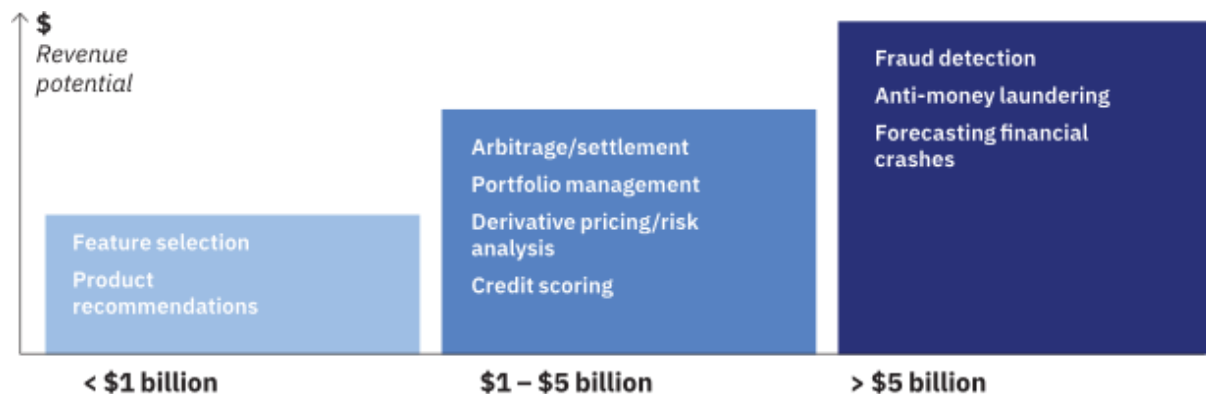 $
Revenue
potential
Feature selection
Product
recommendations
Arbitrage/settlement
Portfolio management
Derivative pricing/risk
analysis
Credit scoring
Fraud detection
Anti-money laundering
Forecasting financial
crashes
< $1 billion
$1 – $5 billion
> $5 billion